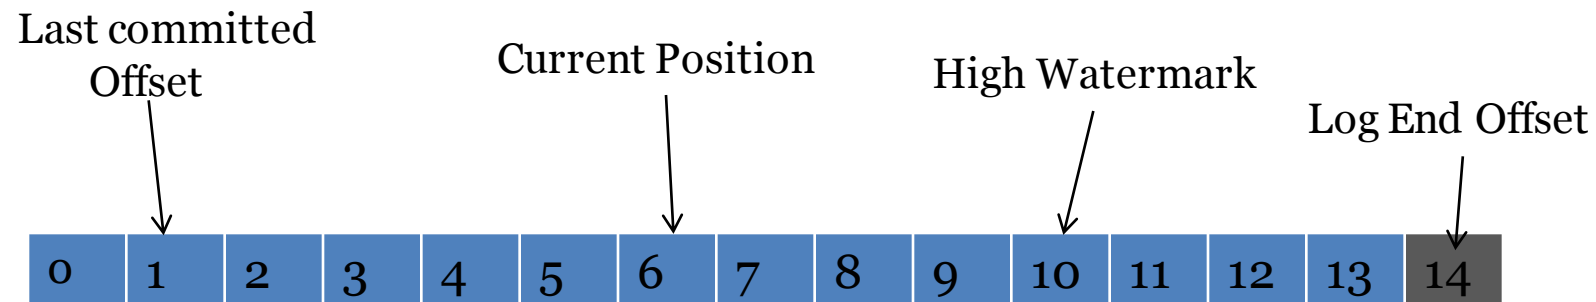 Last committed
Offset
Current Position
High Watermark
Log End Offset
0 1 2 3 4 5 6 7 8 9 10 11 12 13 14